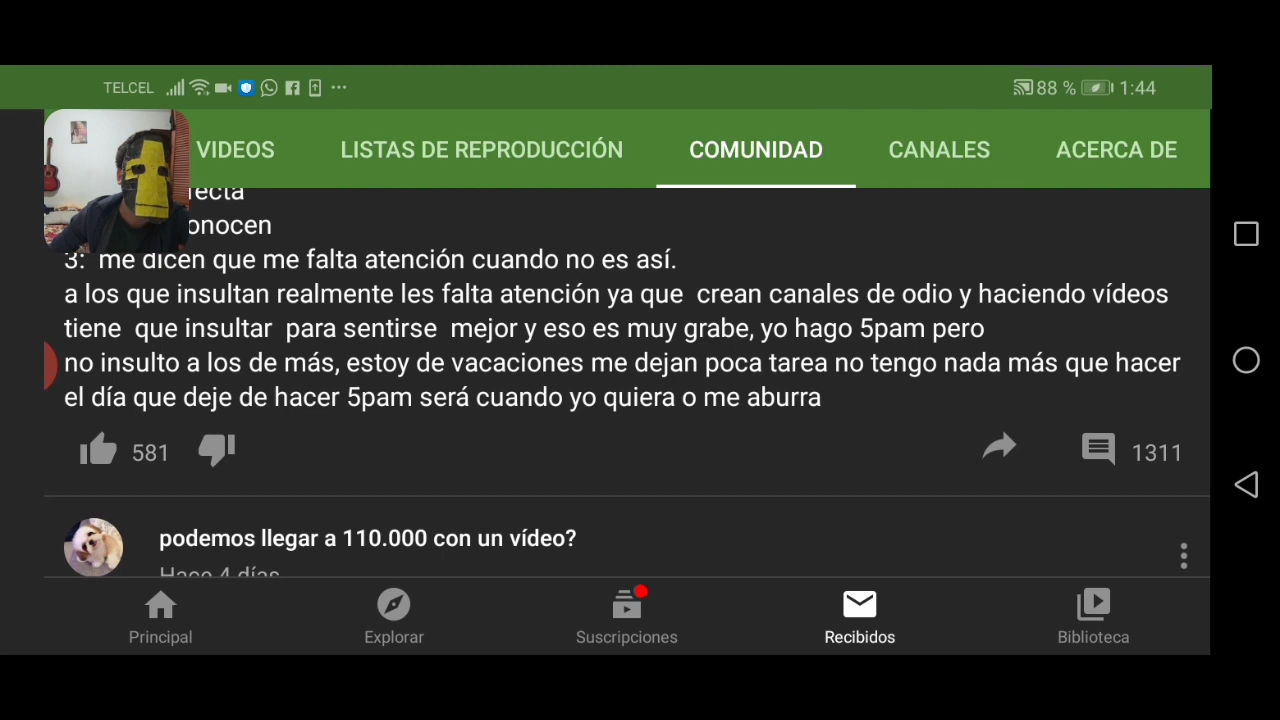 TELCEL 88 % 1:44
VIDEOS LISTAS DE REPRODUCCIÓN COMUNIDAD CANALES ACERCA DE
onocen
3: me dicen que me falta atención cuando no es así.
a los que insultan realmente les falta atención ya que crean canales de odio y haciendo vídeos
tiene que insultar para sentirse mejor y eso es muy grabe, yo hago 5pam pero
no insulto a los de más, estoy de vacaciones me dejan poca tarea no tengo nada más que hacer
el día que deje de hacer 5pam será cuando yo quiera o me aburra
581 1311
podemos llegar a 110.000 con un vídeo?
Hace 4 días
Principal Explorar Suscripciones Recibidos Biblioteca